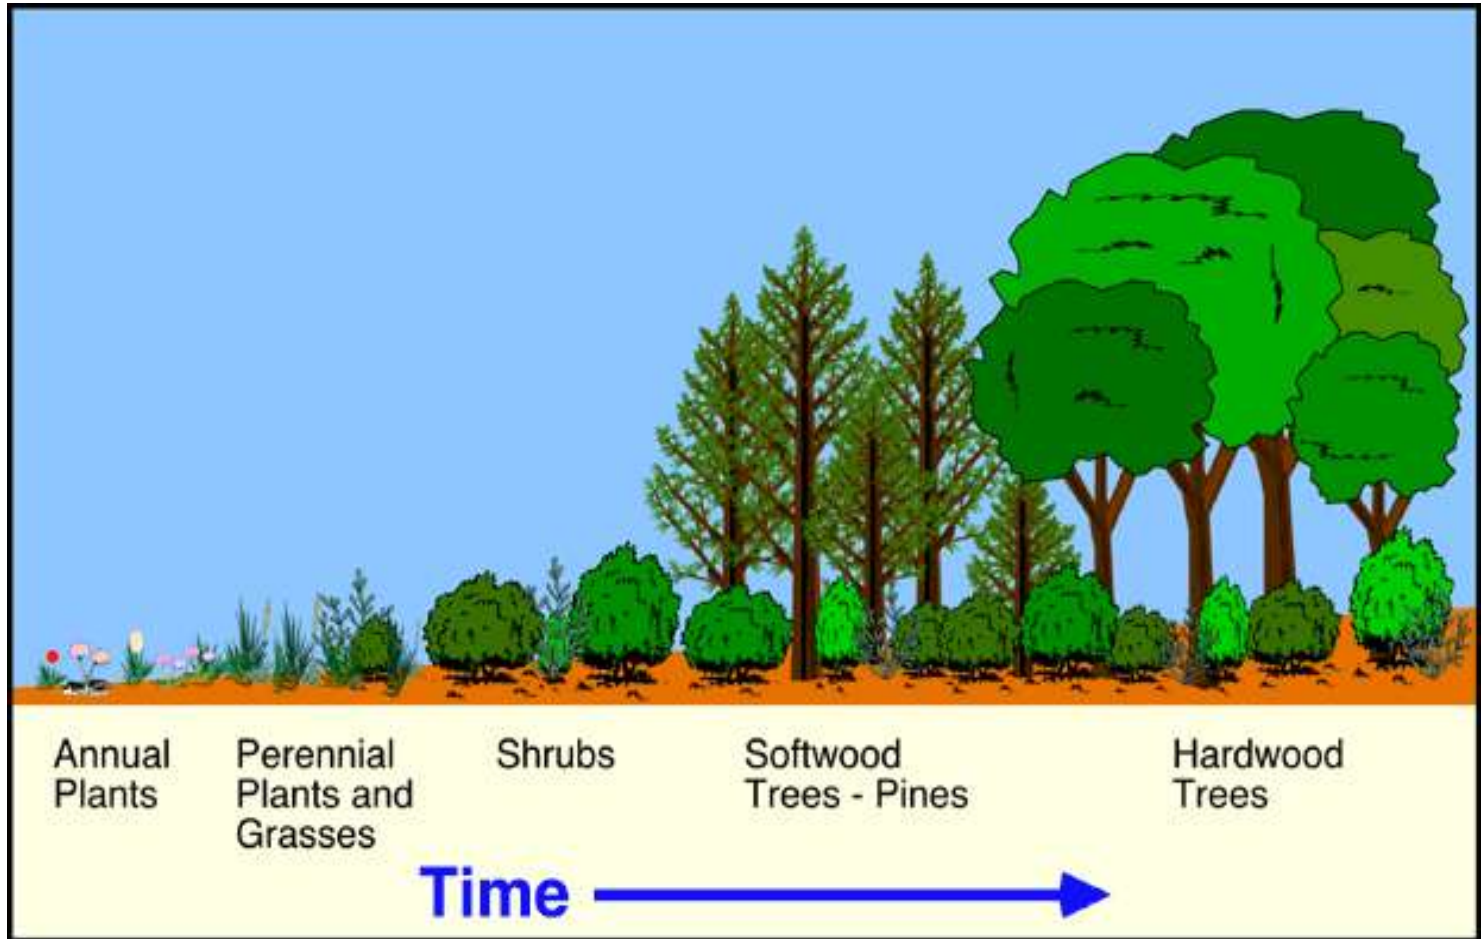 Annual
Plants
Perennial
Plants and
Grasses
Shrubs
Softwood
Trees - Pines
Hardwood
Trees
Time